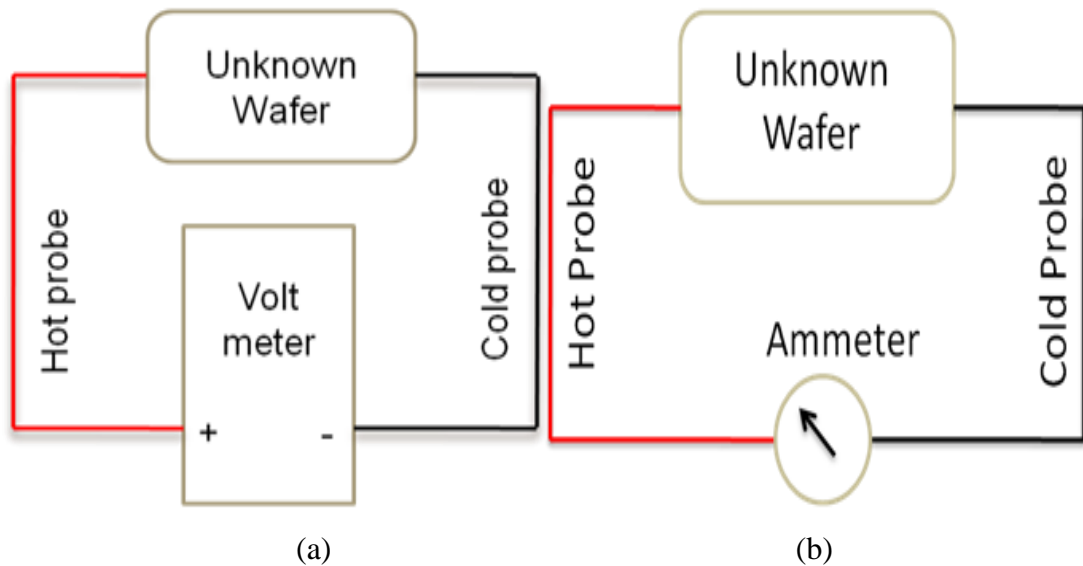 Unknown
Wafer
Hot probe
Cold probe
Volt
meter
+ -
(a)
Unknown
Wafer
Hot Probe
Cold Probe
Ammeter
(b)